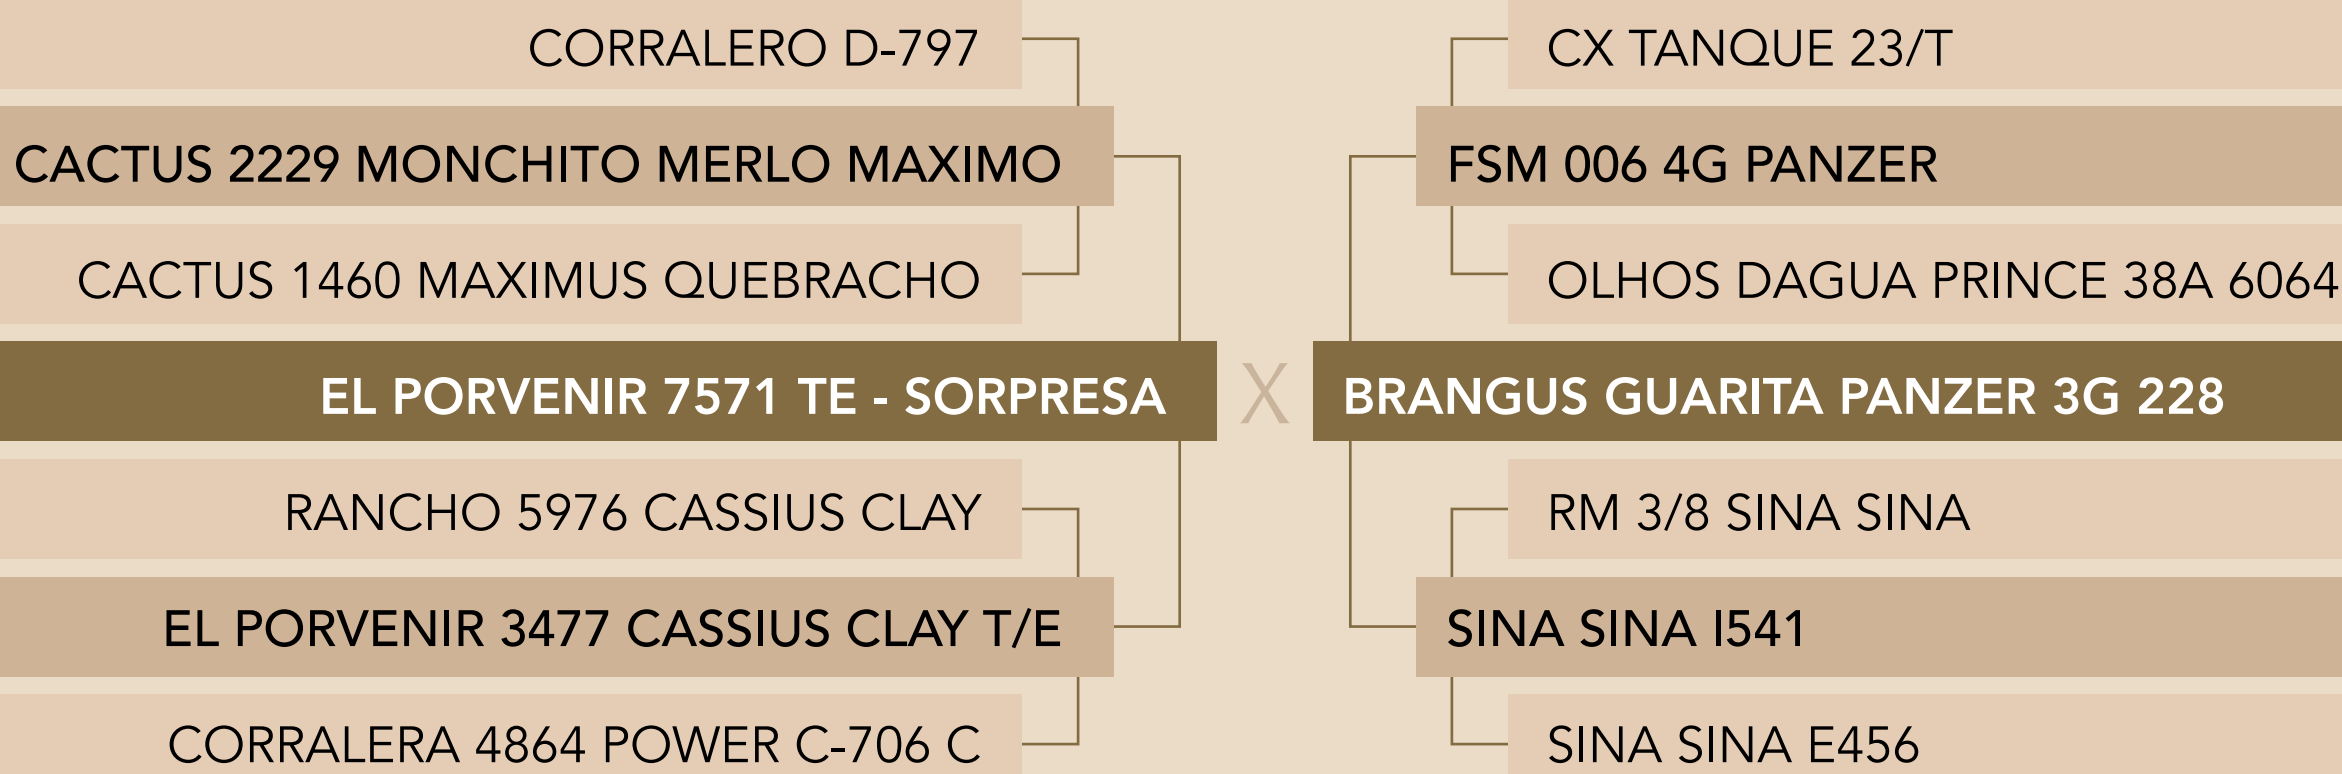 CORRALERO D-797
CACTUS 2229 MONCHITO MERLO MAXIMO
CACTUS 1460 MAXIMUS QUEBRACHO
EL PORVENIR 7571 TE - SORPRESA
RANCHO 5976 CASSIUS CLAY
EL PORVENIR 3477 CASSIUS CLAY T/E
CORRALERA 4864 POWER C-706 C
X
CX TANQUE 23/T
FSM 006 4G PANZER
OLHOS DAGUA PRINCE 38A 6064
BRANGUS GUARITA PANZER 3G 228
RM 3/8 SINA SINA
SINA SINA I541
SINA SINA E456